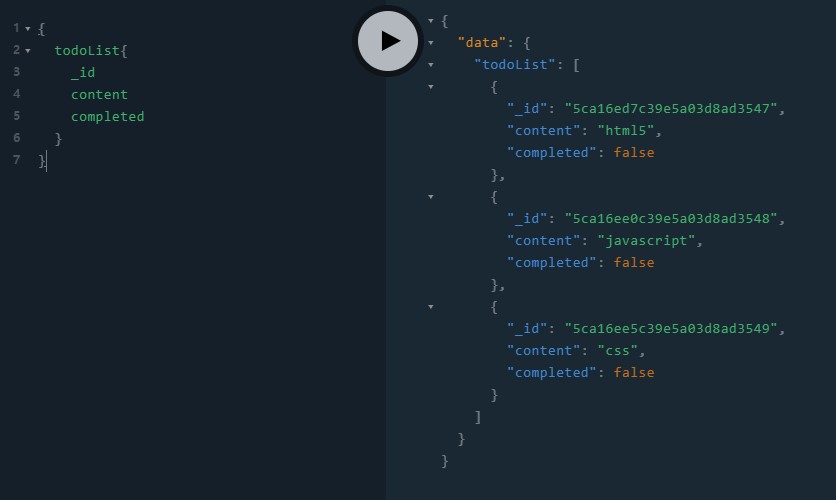 1 {
2 todoList{
3 _id
4 content
5 completed
6 }
7 }
{
"data": {
"todoList": [
{
"_id": "5ca16ed7c39e5a03d8ad3547",
"content": "html5",
"completed": false
},
{
"_id": "5ca16ee0c39e5a03d8ad3548",
"content": "javascript",
"completed": false
},
{
"_id": "5ca16ee5c39e5a03d8ad3549",
"content": "css",
"completed": false
}
]
}
}